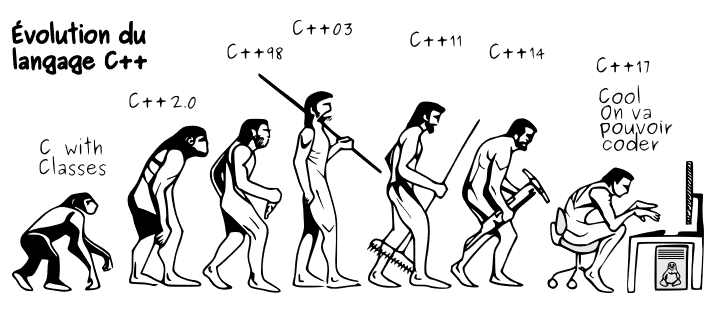 Évolution du
langage C++
C with
Classes
C++2.0
C++98
C++03
C++11
C++14
C++17
Cool
On va
pouvoir
coder